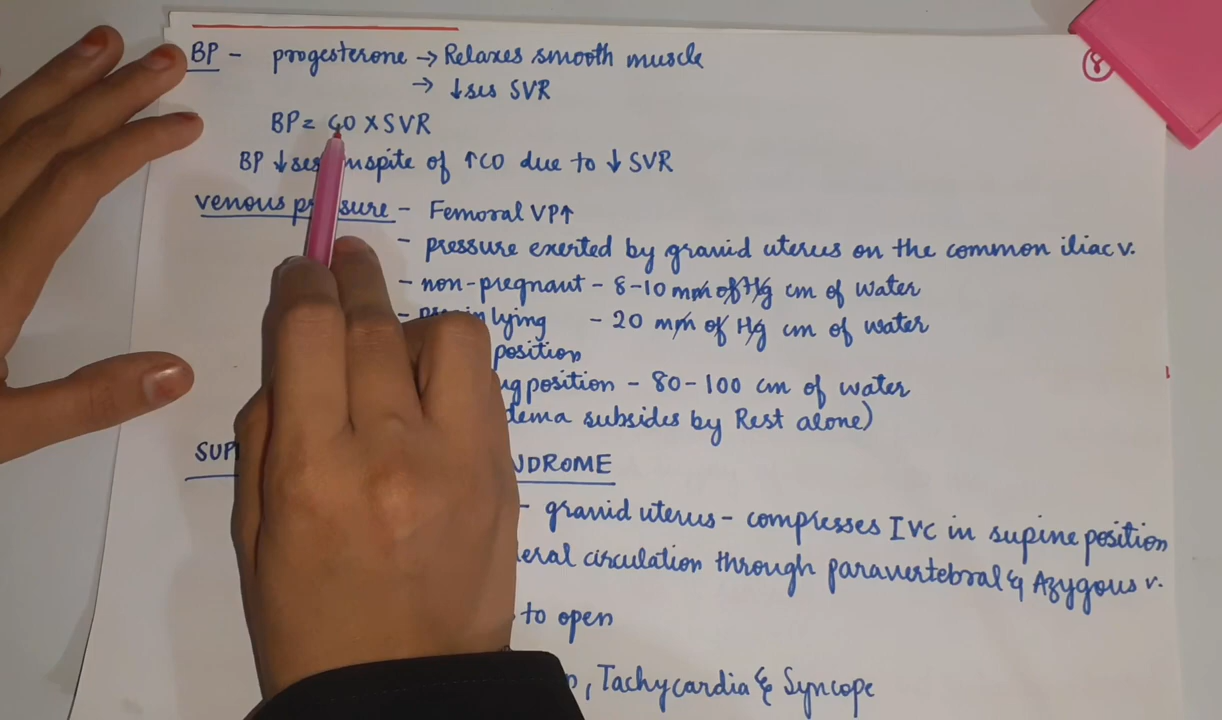 BP - progesterone → Relaxes smooth muscle
→ ↓ses SVR
8
BP = CO X SVR
BP ↓ses inspite of ↑CO due to ↓ SVR
venous pressure - Femoral VP↑
- pressure exerted by gravid uterus on the common iliac v.
- non-pregnant - 8-10 mm of Hg cm of water
lying - 20 mm of Hg cm of water
position
position - 80-100 cm of water
subsides by Rest alone)
- gravid uterus - compresses IVC in supine position
circulation through paravertebral & Azygous v.
to open
, Tachycardia & Syncope